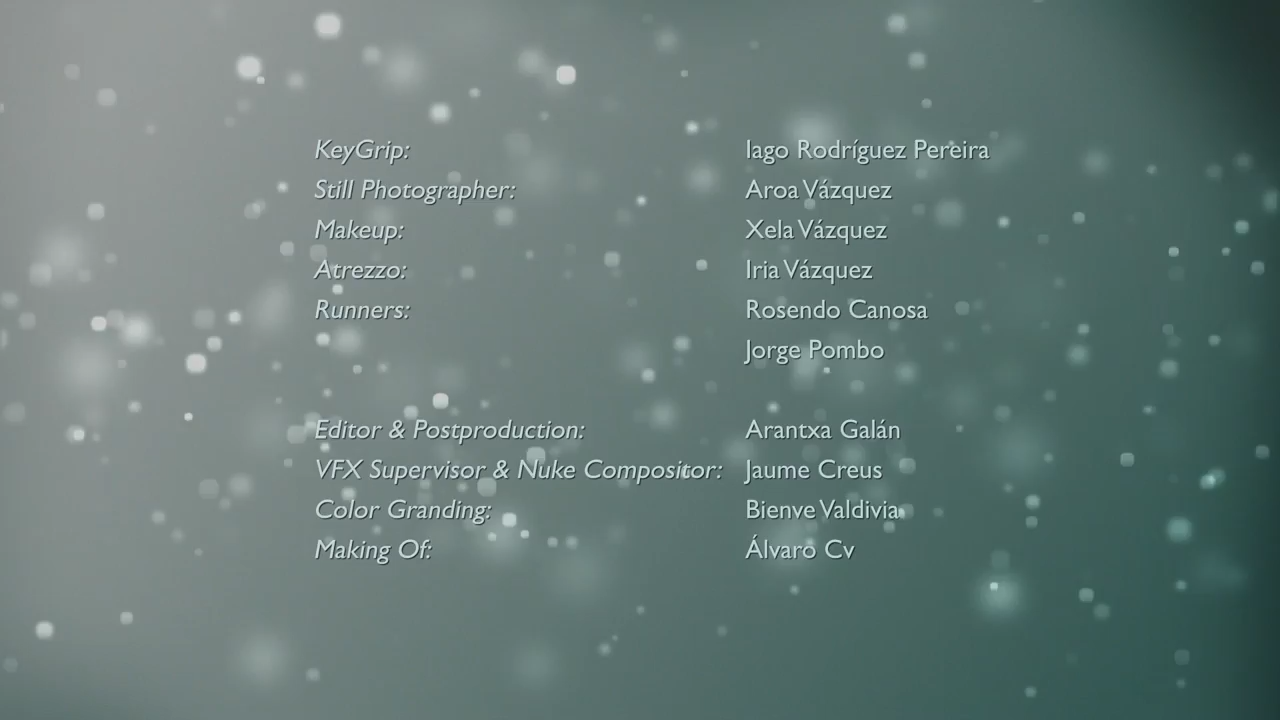 KeyGrip: Iago Rodríguez Pereira
Still Photographer: Aroa Vázquez
Makeup: Xela Vázquez
Atrezzo: Iria Vázquez
Runners: Rosendo Canosa
Jorge Pombo
Editor & Postproduction: Arantxa Galán
VFX Supervisor & Nuke Compositor: Jaume Creus
Color Granding: Bienve Valdivia
Making Of: Álvaro Cv